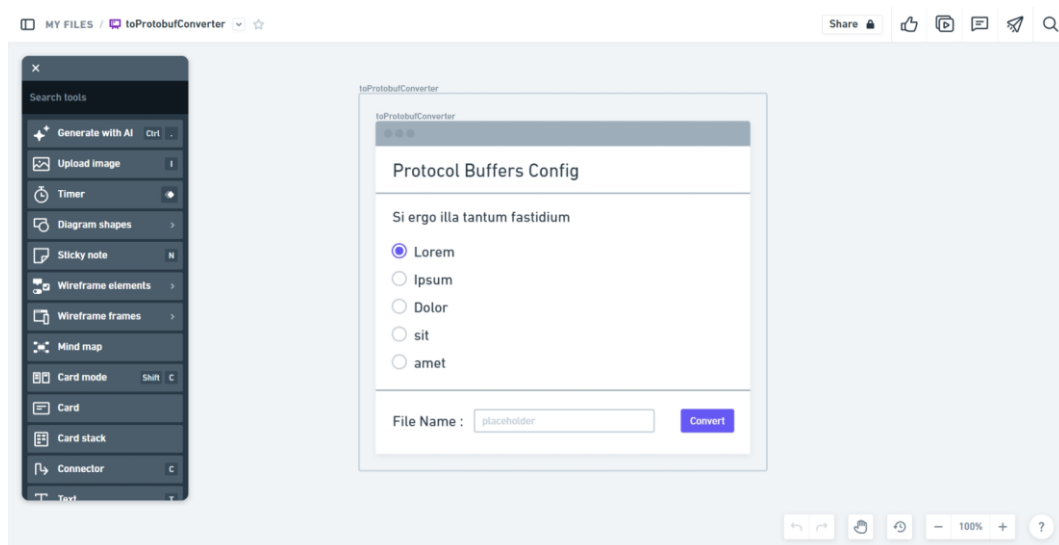 MY FILES / toProtobufConverter
Share
Search tools
Generate with AI Ctrl .
Upload image I
Timer
Diagram shapes
Sticky note N
Wireframe elements
Wireframe frames
Mind map
Card mode Shift C
Card
Card stack
Connector C
Text T
toProtobufConverter
toProtobufConverter
Protocol Buffers Config
Si ergo illa tantum fastidium
Lorem
Ipsum
Dolor
sit
amet
File Name : placeholder Convert
100%
?